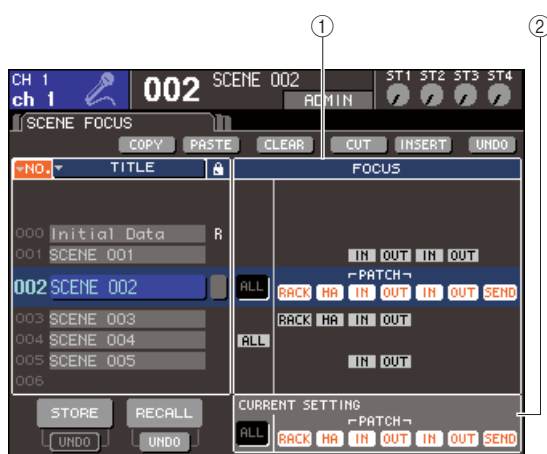 ① ②
CH 1 SCENE 002 ST1 ST2 ST3 ST4
ch 1 002 ADMIN
SCENE FOCUS
COPY PASTE CLEAR CUT INSERT UNDO
NO. TITLE FOCUS
000 Initial Data R
001 SCENE 001 IN OUT IN OUT
PATCH
002 SCENE 002 ALL RACK HA IN OUT IN OUT SEND
003 SCENE 003 RACK HA IN OUT
004 SCENE 004 ALL
005 SCENE 005 IN OUT
006
STORE RECALL CURRENT SETTING
PATCH
UNDO UNDO ALL RACK HA IN OUT IN OUT SEND